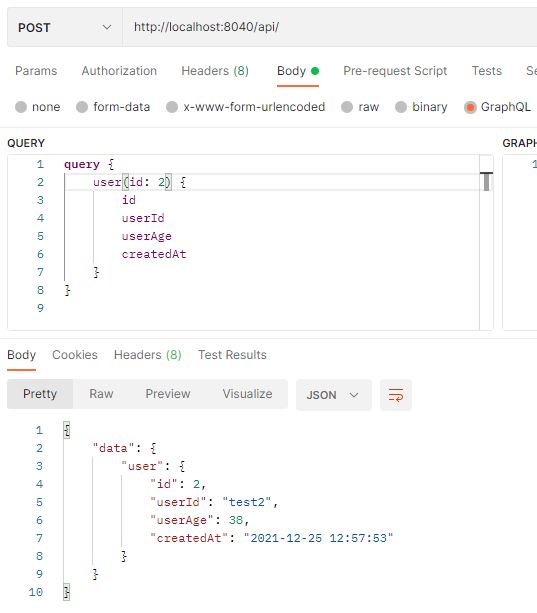 POST http://localhost:8040/api/
Params Authorization Headers (8) Body Pre-request Script Tests Se
none form-data x-www-form-urlencoded raw binary GraphQL
QUERY GRAPH
1 query { 1
2 user(id: 2) {
3 id
4 userId
5 userAge
6 createdAt
7 }
8 }
9
Body Cookies Headers (8) Test Results
Pretty Raw Preview Visualize JSON
1 {
2 "data": {
3 "user": {
4 "id": 2,
5 "userId": "test2",
6 "userAge": 38,
7 "createdAt": "2021-12-25 12:57:53"
8 }
9 }
10 }